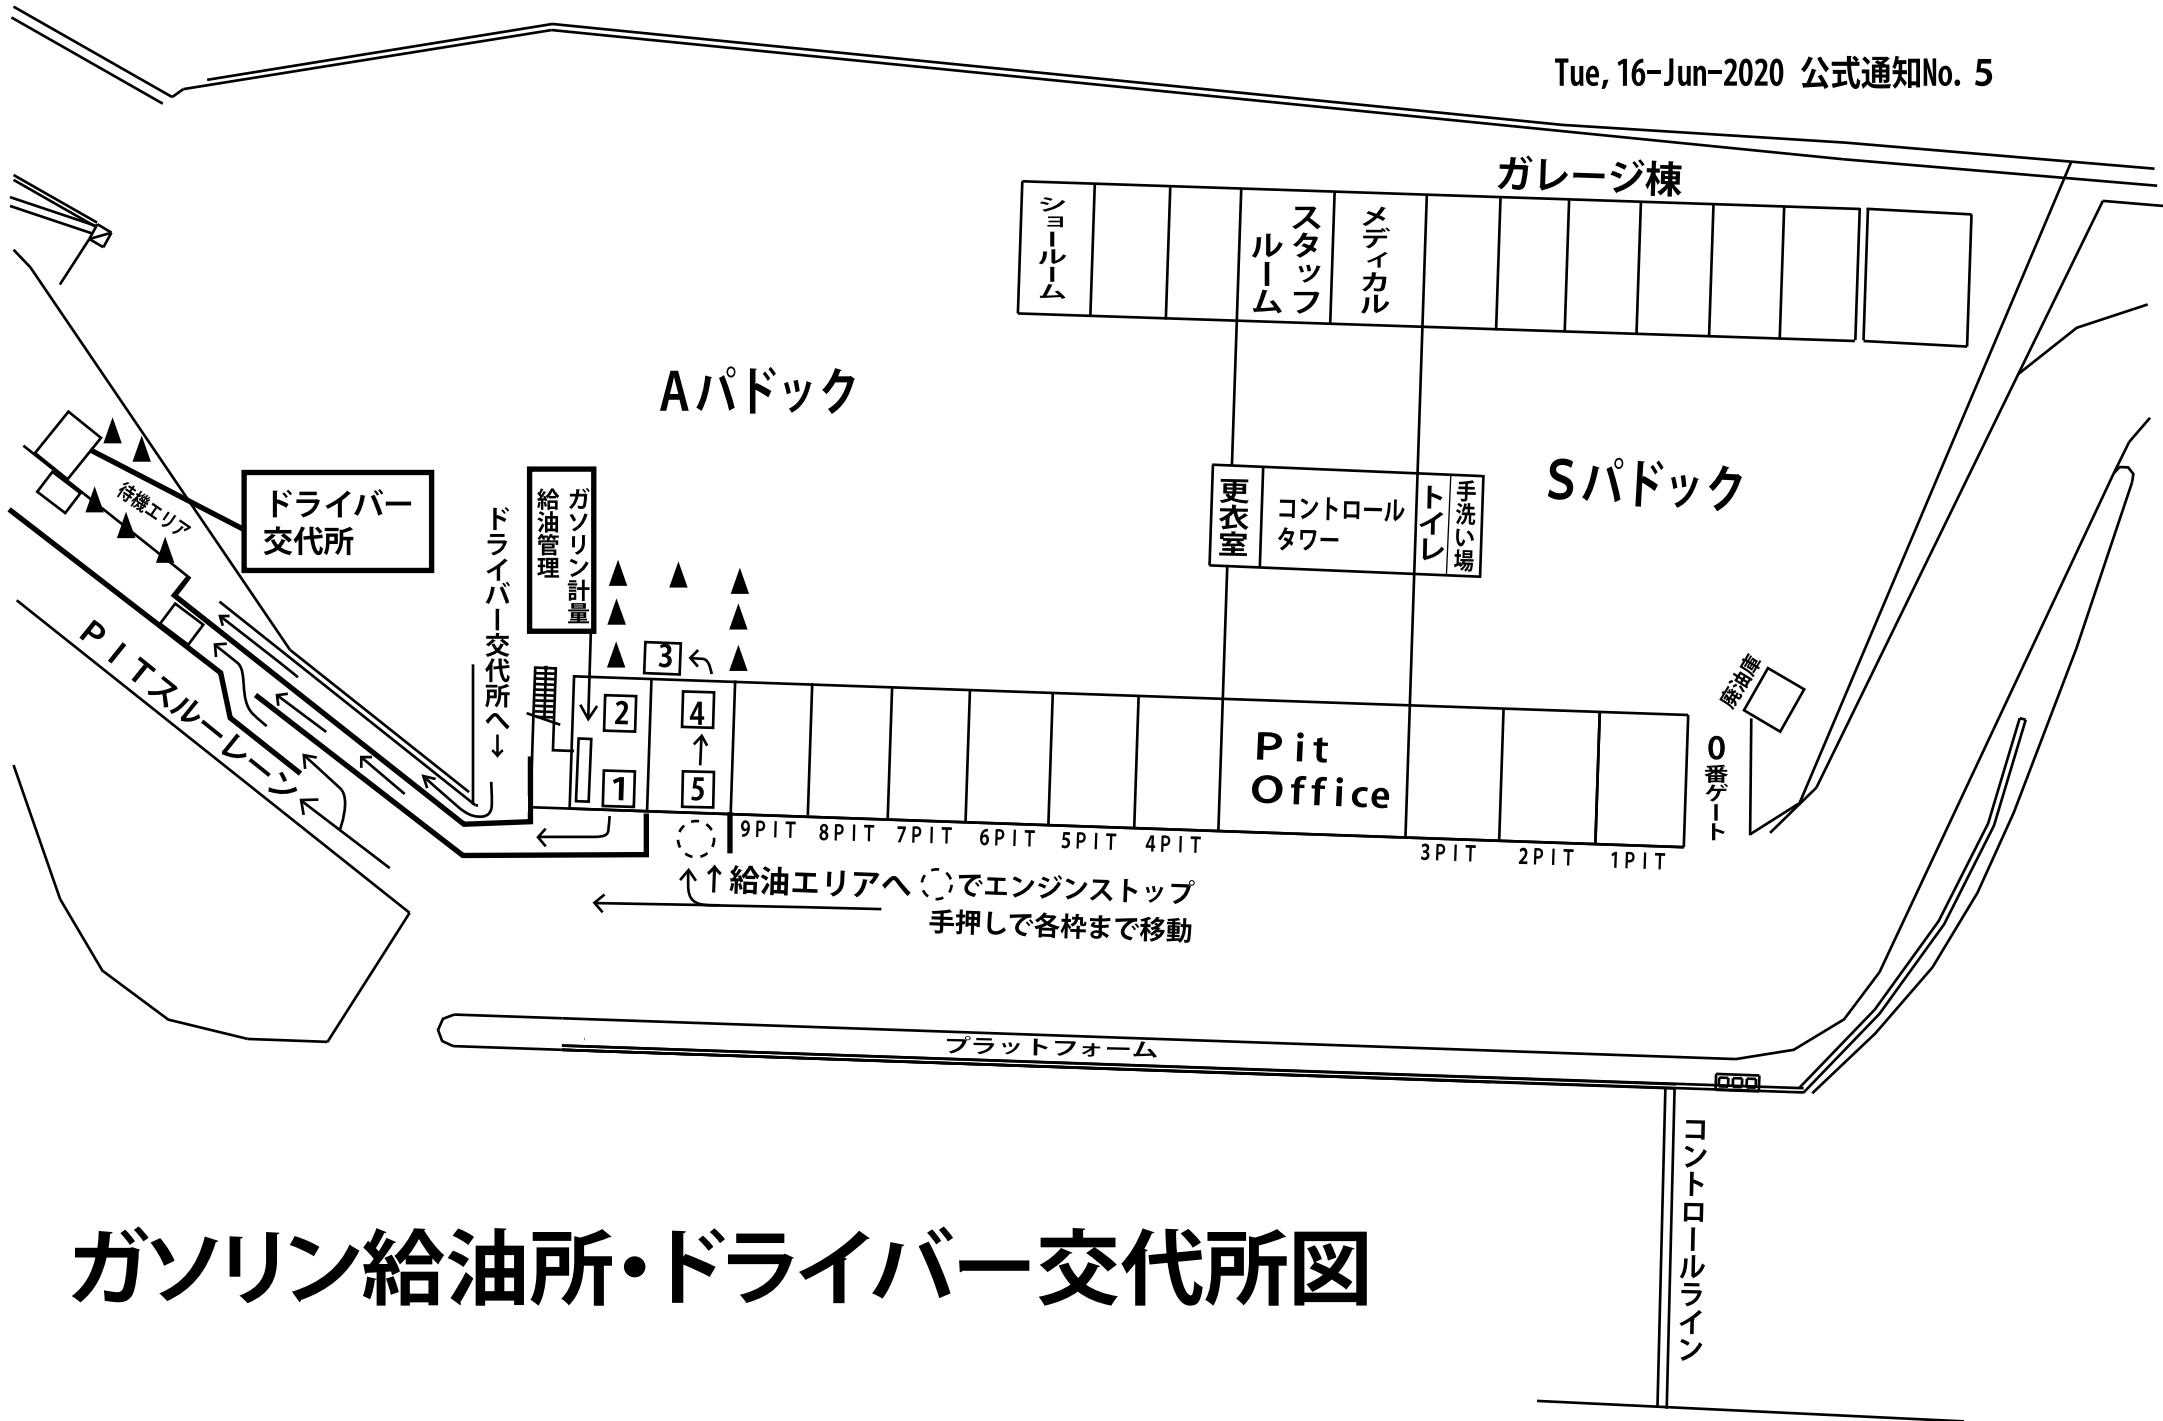 Tue, 16-Jun-2020 公式通知No. 5
ガレージ棟
ショールーム
スタッフ
ルーム
メディカル
Aパドック
Sパドック
ドライバー
交代所
待機エリア
ドライバー交代所へ→
ガソリン計量
給油管理
更衣室
コントロール
タワー
トイレ
手洗い場
PITスルーレーン
3
2
4
1
5
Pit
Office
廃油庫
0番ゲート
9PIT
8PIT
7PIT
6PIT
5PIT
4PIT
3PIT
2PIT
1PIT
↑給油エリアへ ◌でエンジンストップ
手押しで各枠まで移動
プラットフォーム
コントロールライン
ガソリン給油所・ドライバー交代所図